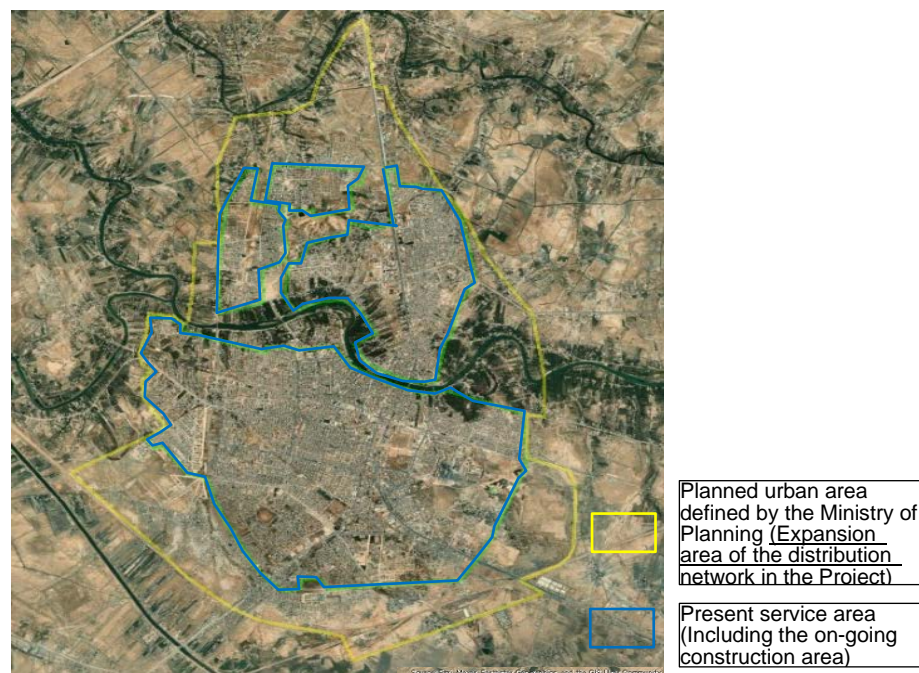 Planned urban area
defined by the Ministry of
Planning (Expansion
area of the distribution
network in the Project)
Present service area
(Including the on-going
construction area)